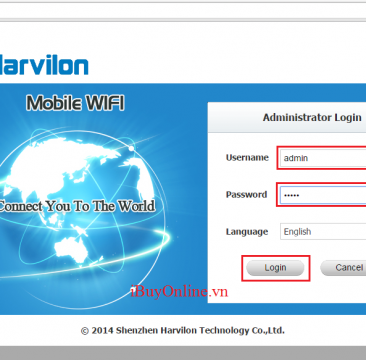 Harvilon
Mobile WIFI
Connect You To The World
Administrator Login
Username admin
Password •••••
Language English
Login Cancel
iBuyOnline.vn
© 2014 Shenzhen Harvilon Technology Co.,Ltd.